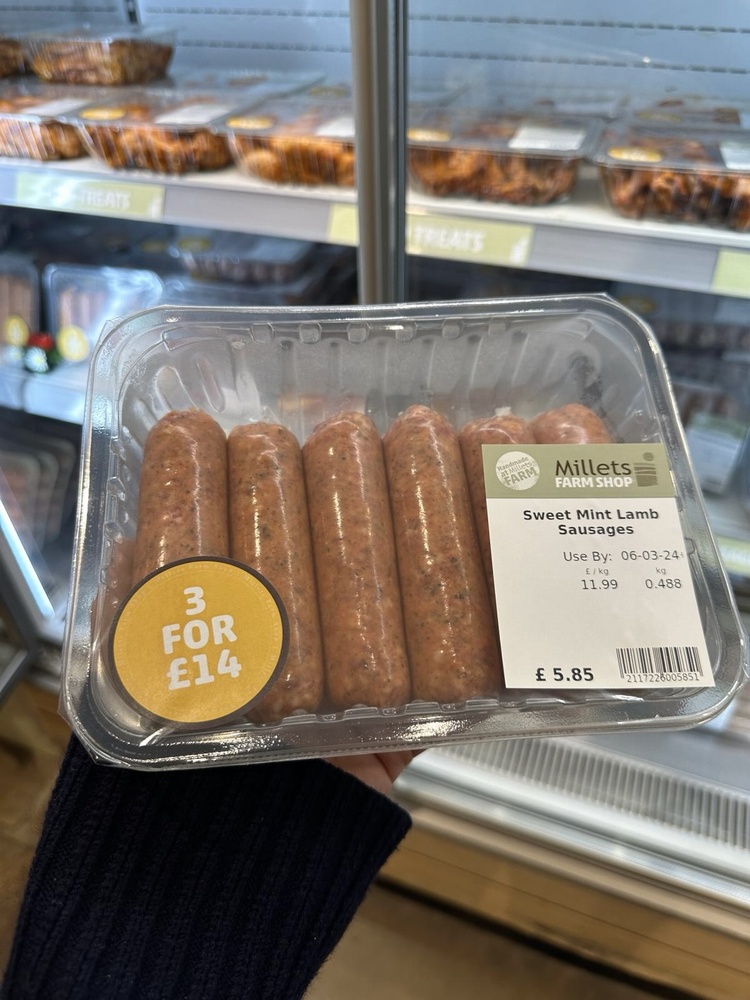 TREATS
TREATS
Handmade
at Millets
FARM
Millets
FARM SHOP
Sweet Mint Lamb
Sausages
Use By: 06-03-24
£/kg kg
11.99 0.488
£ 5.85
2117226005851
3
FOR
£14